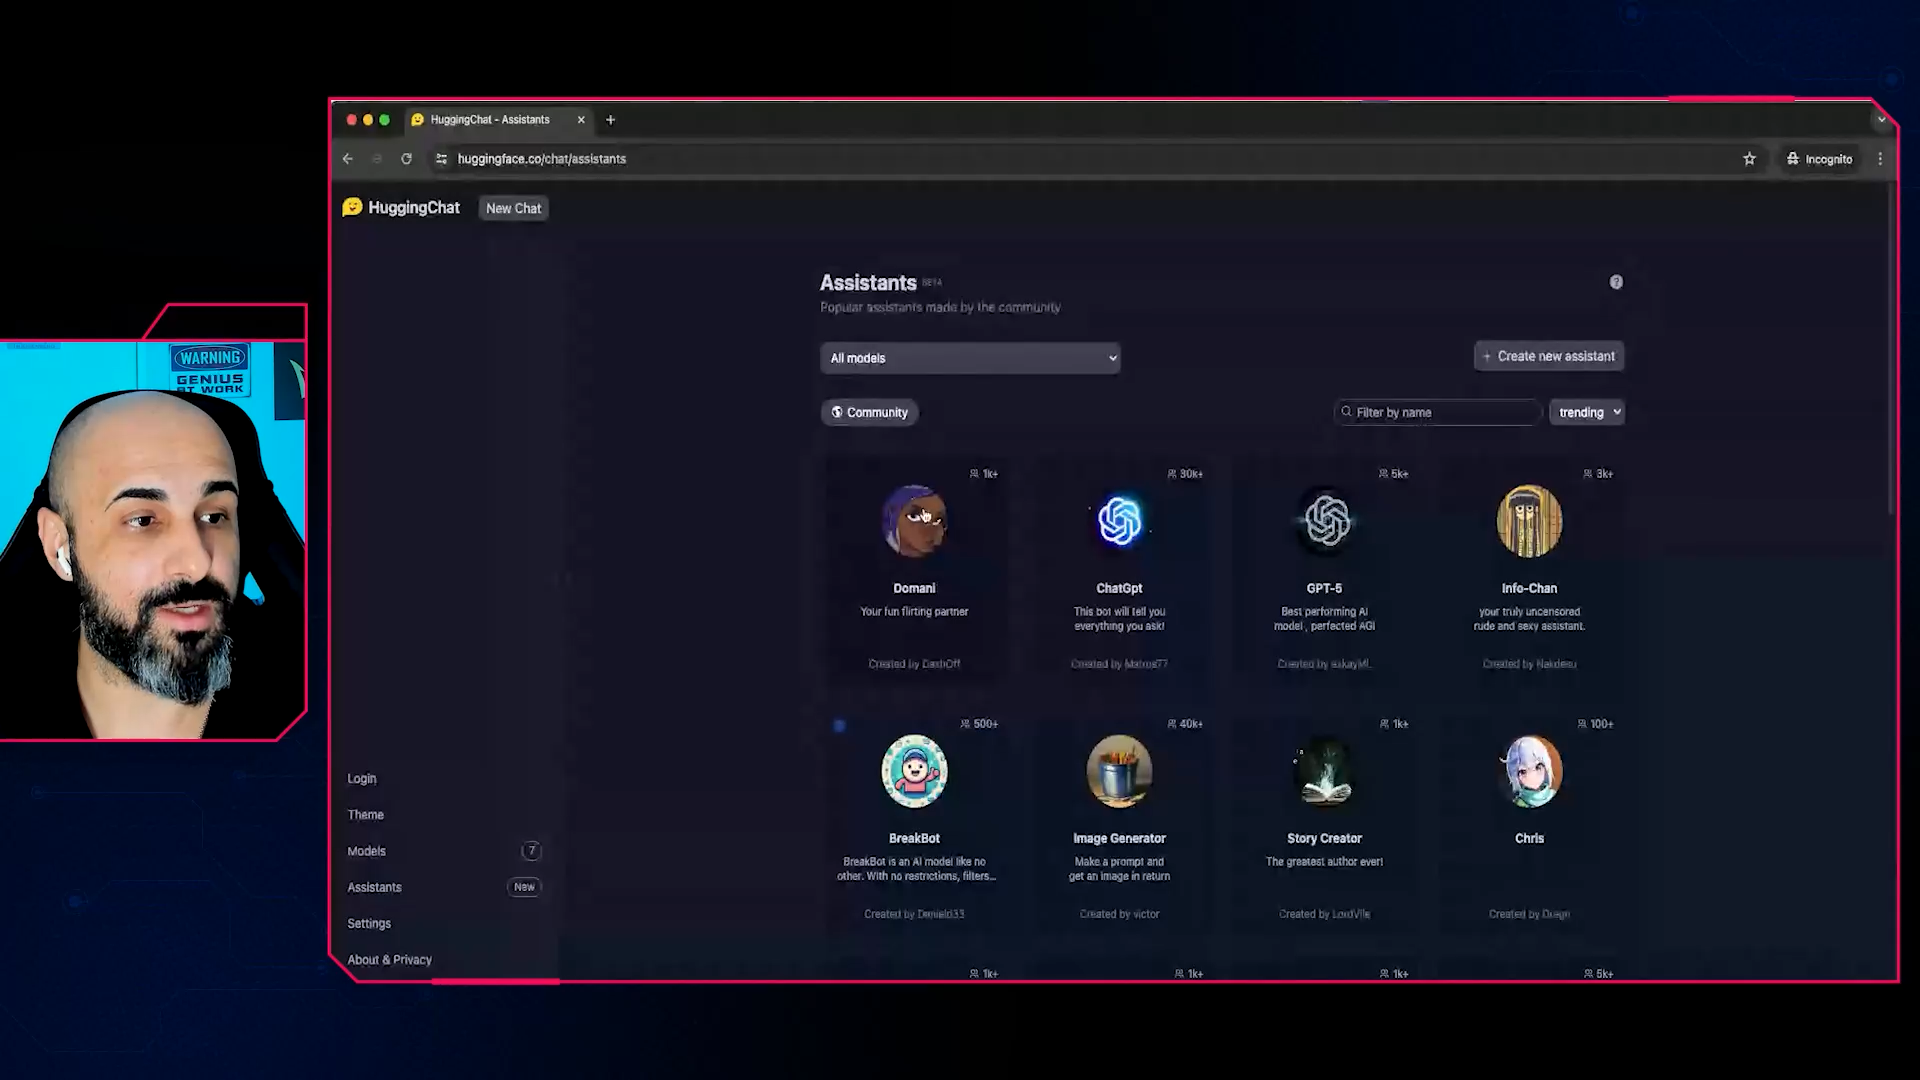 HuggingChat - Assistants
huggingface.co/chat/assistants
Incognito
HuggingChat
New Chat
Assistants BETA
Popular assistants made by the community
All models
+ Create new assistant
Community
Filter by name
trending
1k+
30k+
5k+
3k+
Domani
Your fun flirting partner
Created by DashOff
ChatGpt
This bot will tell you
everything you ask!
Created by Matros77
GPT-5
Best performing AI
model , perfected AGI
Created by
Info-Chan
your truly uncensored
rude and sexy assistant.
Created by
500+
40k+
1k+
100+
BreakBot
BreakBot is an AI model like no
other. With no restrictions, filters...
Created by
Image Generator
Make a prompt and
get an image in return
Created by victor
Story Creator
The greatest author ever!
Created by LordVile
Chris
Created by
1k+
1k+
1k+
5k+
Login
Theme
Models 7
Assistants New
Settings
About & Privacy
WARNING
GENIUS
AT WORK